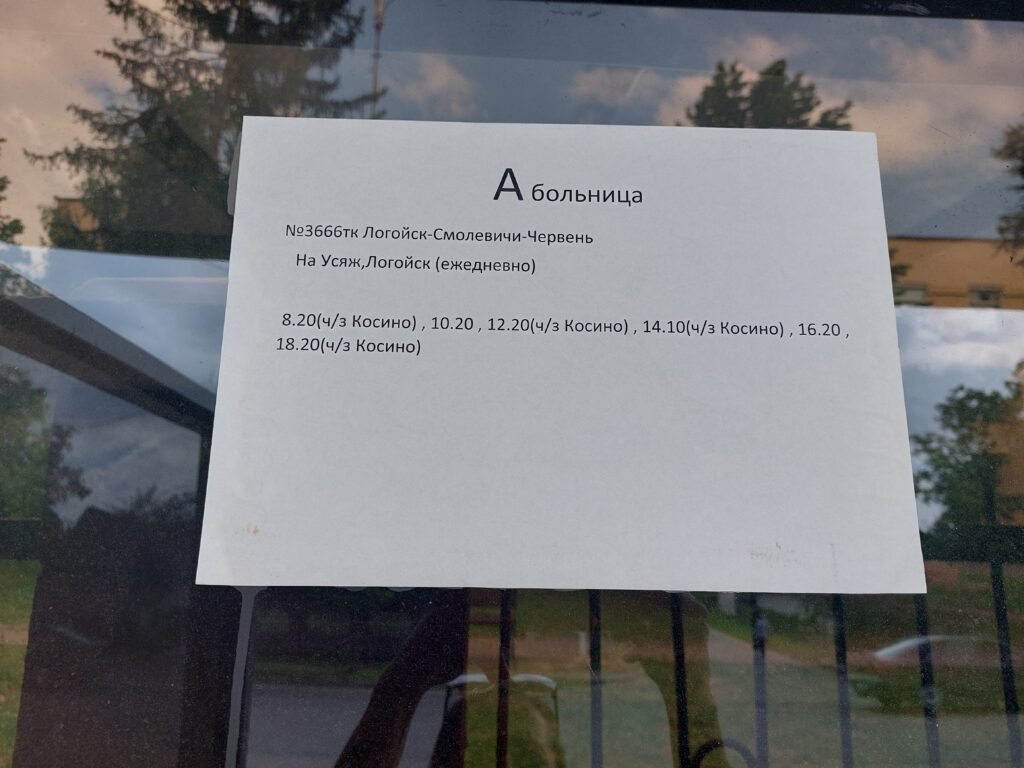 А больница
№3666тк Логойск-Смолевичи-Червень
На Усяж,Логойск (ежедневно)
8.20(ч/з Косино) , 10.20 , 12.20(ч/з Косино) , 14.10(ч/з Косино) , 16.20 ,
18.20(ч/з Косино)